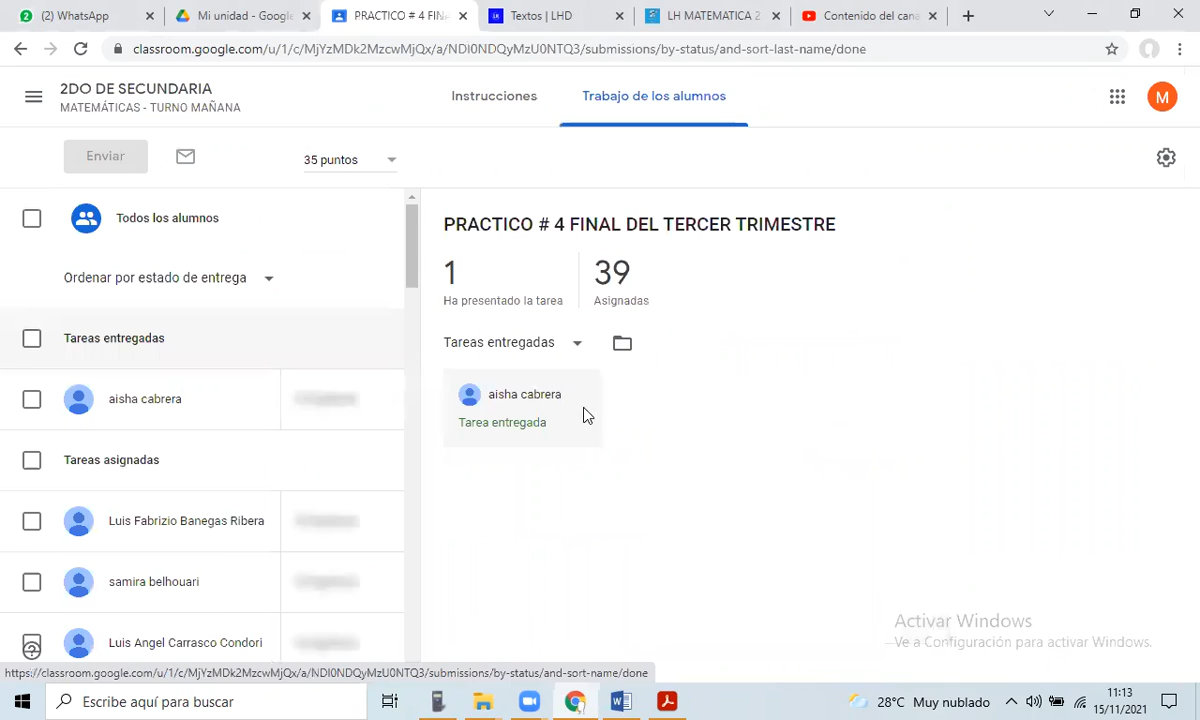 (2) WhatsApp
Mi unidad - Google
PRACTICO # 4 FIN
Textos | LHD
LH MATEMATICA 2
Contenido del cana
classroom.google.com/u/1/c/MjYzMDk2MzcwMjQx/a/NDI0NDQyMzU0NTQ3/submissions/by-status/and-sort-last-name/done
2DO DE SECUNDARIA
MATEMÁTICAS - TURNO MAÑANA
Instrucciones
Trabajo de los alumnos
M
Enviar
35 puntos
Todos los alumnos
Ordenar por estado de entrega
Tareas entregadas
aisha cabrera
Tareas asignadas
Luis Fabrizio Banegas Ribera
samira belhouari
Luis Angel Carrasco Condori
PRACTICO # 4 FINAL DEL TERCER TRIMESTRE
1
Ha presentado la tarea
39
Asignadas
Tareas entregadas
aisha cabrera
Tarea entregada
Activar Windows
Ve a Configuración para activar Windows.
https://classroom.google.com/u/1/c/MjYzMDk2MzcwMjQx/a/NDI0NDQyMzU0NTQ3/submissions/by-status/and-sort-name/done
Escribe aquí para buscar
28°C Muy nublado
11:13
15/11/2021